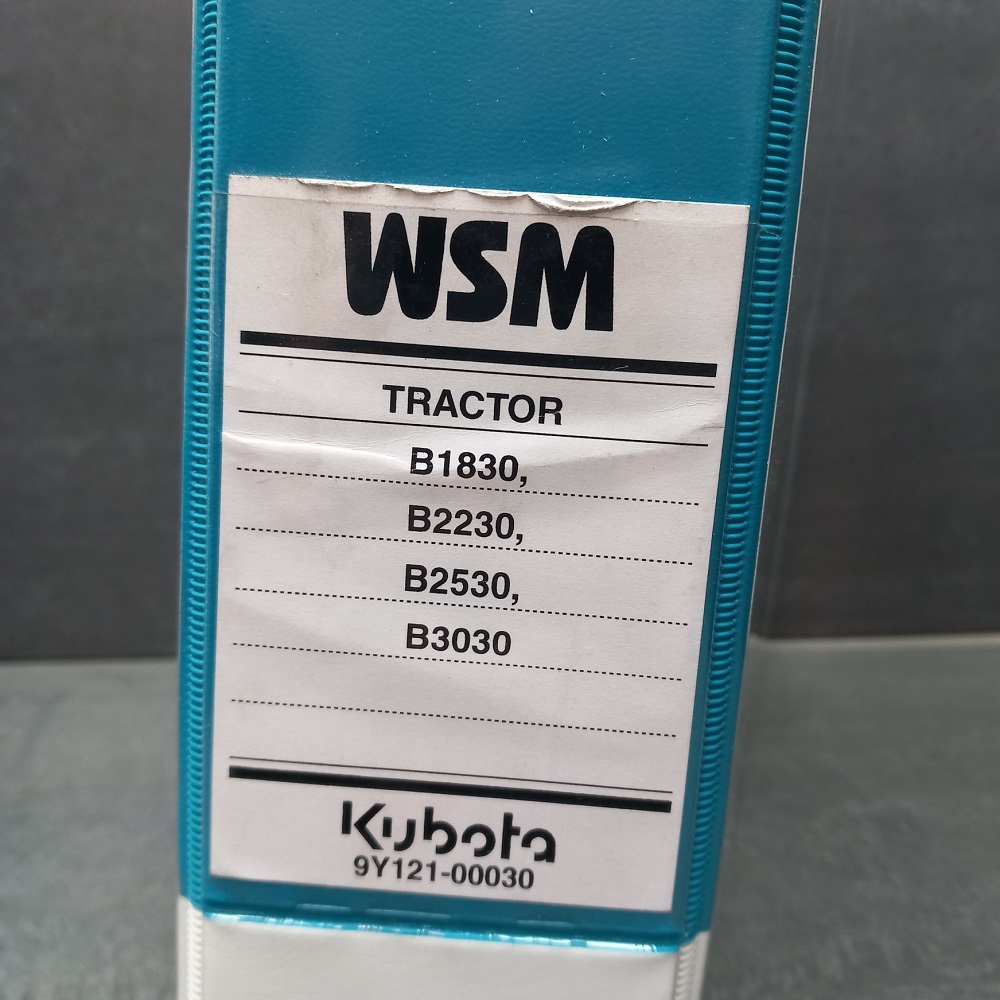 WSM
TRACTOR
B1830,
B2230,
B2530,
B3030
Kubota
9Y121-00030